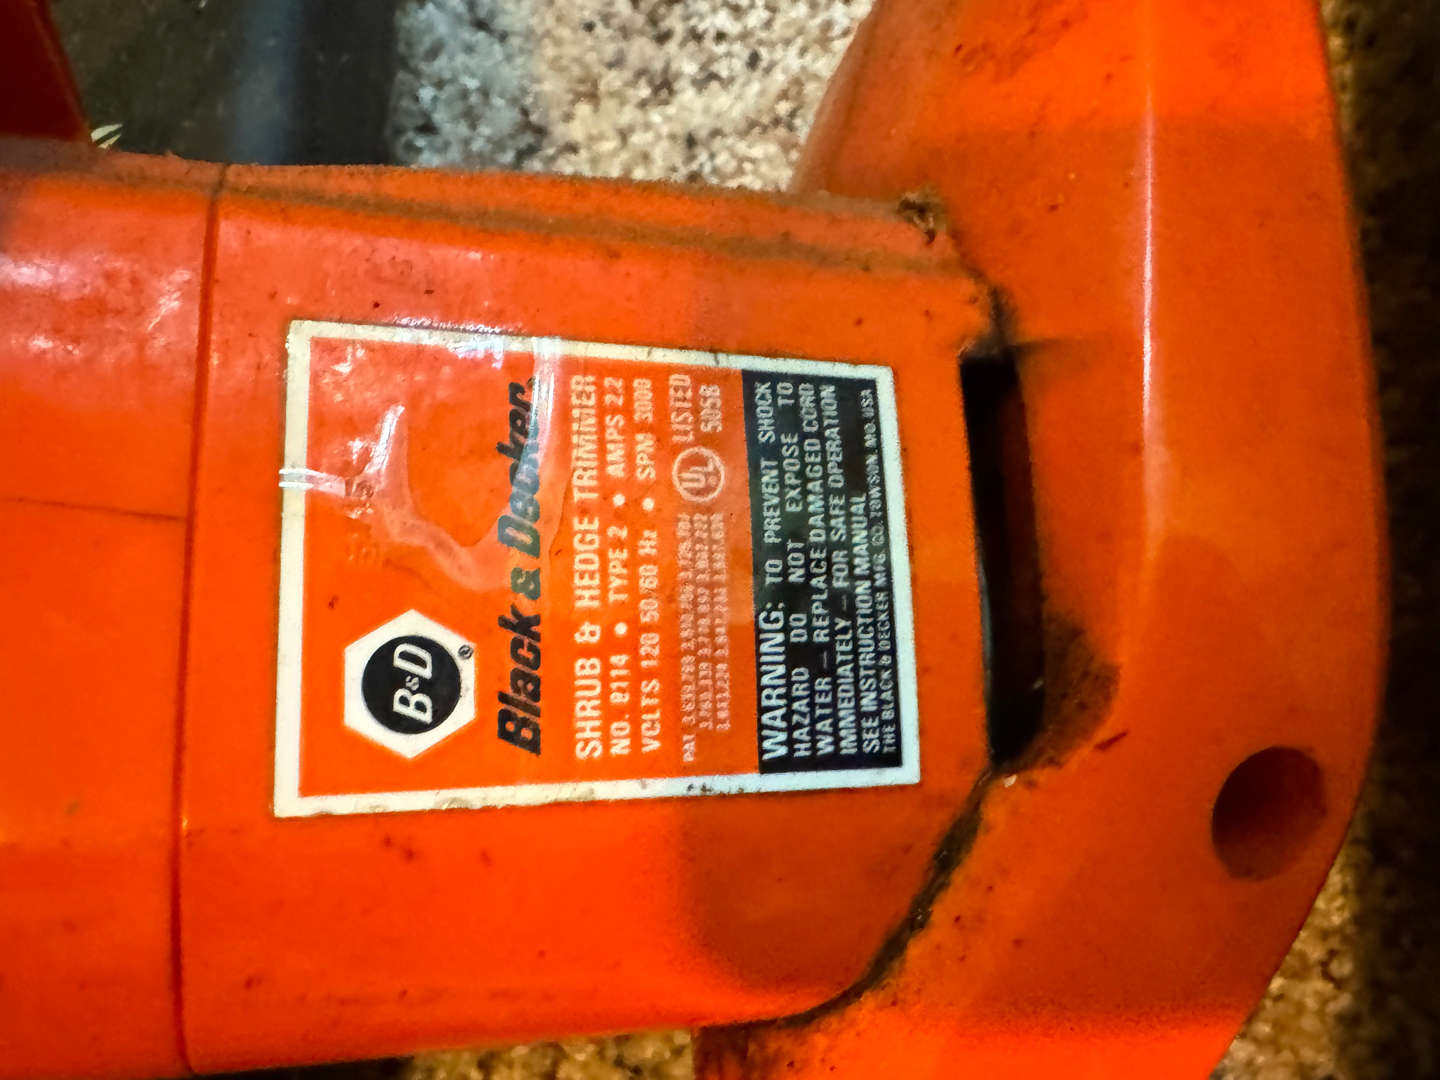 B&D®
Black & Decker
SHRUB & HEDGE TRIMMER
NO. 8114 • TYPE 2 • AMPS 2.2
VOLTS 120 50/60 Hz • SPM 3000
UL LISTED
505B
PAT.
WARNING: TO PREVENT SHOCK
HAZARD DO NOT EXPOSE TO
WATER – REPLACE DAMAGED CORD
IMMEDIATELY – FOR SAFE OPERATION
SEE INSTRUCTION MANUAL
THE BLACK & DECKER MFG. CO. TOWSON, MD. USA